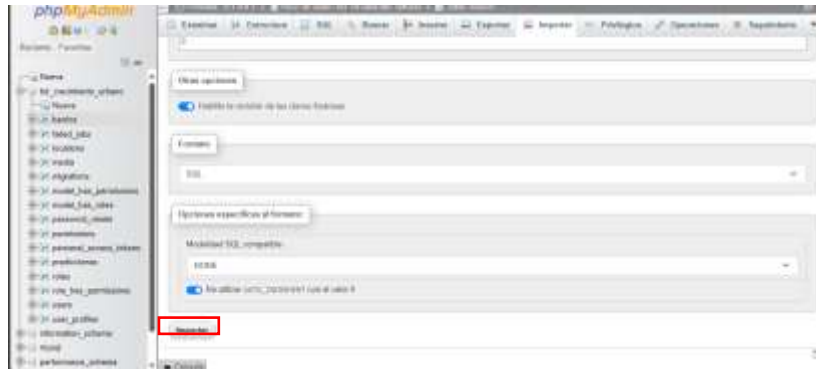 phpMyAdmin
Reciente Favoritas
Nueva
Nueva
barrios
failed_jobs
locations
media
migrations
model_has_permissions
model_has_roles
password_resets
permissions
personal_access_tokens
predicciones
roles
role_has_permissions
users
user_profiles
information_schema
mysql
performance_schema
Examinar Estructura SQL Buscar Insertar Exportar Importar Privilegios Operaciones Seguimiento
Otras opciones
Habilite la revisión de las claves foráneas
Formato
SQL
Opciones específicas al formato:
Modalidad SQL compatible:
NONE
No utilizar AUTO_INCREMENT con el valor 0
Importar
Consola